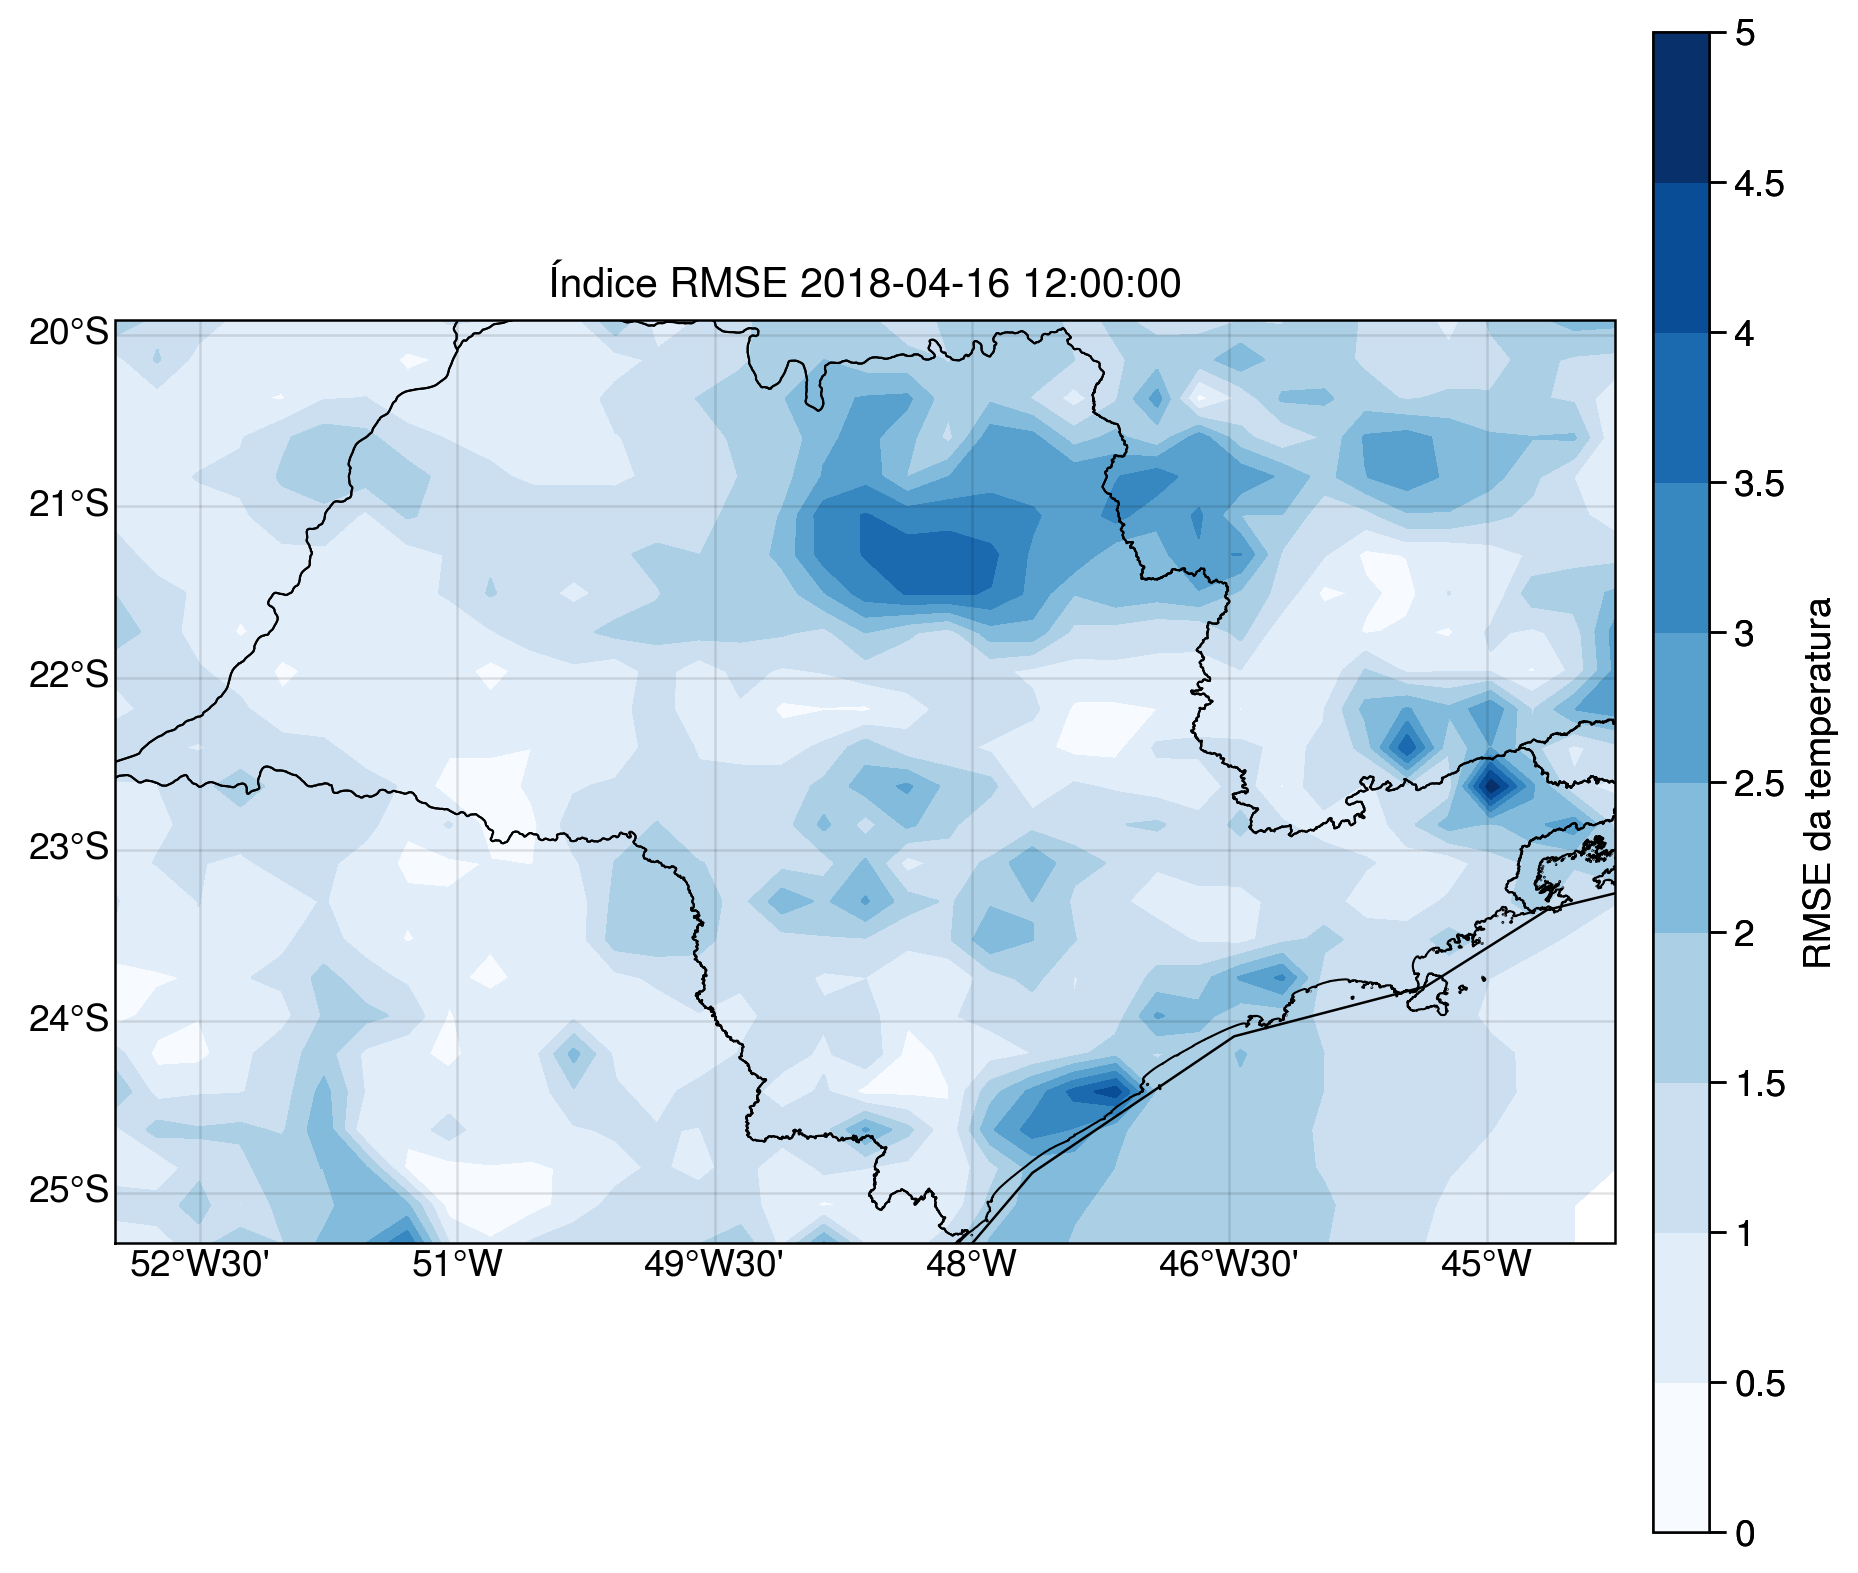 Índice RMSE 2018-04-16 12:00:00
20°S
21°S
22°S
23°S
24°S
25°S
52°W30'
51°W
49°W30'
48°W
46°W30'
45°W
5
4.5
4
3.5
3
2.5
2
1.5
1
0.5
0
RMSE da temperatura